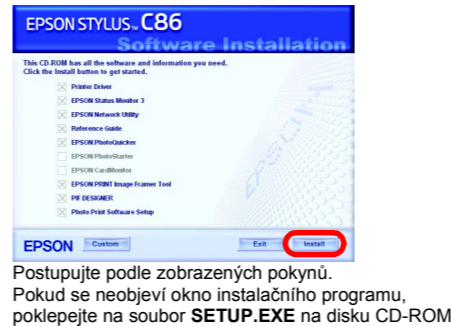 EPSON STYLUS™ C86
Software Installation
This CD-ROM has all the software and information you need.
Click the Install button to get started.
Printer Driver
EPSON Status Monitor 3
EPSON Network Utility
Reference Guide
EPSON PhotoQuicker
EPSON PhotoStarter
EPSON CardMonitor
EPSON PRINT Image Framer Tool
PIF DESIGNER
Photo Print Software Setup
EPSON Custom Exit Install
Postupujte podle zobrazených pokynů.
Pokud se neobjeví okno instalačního programu,
poklepejte na soubor SETUP.EXE na disku CD-ROM